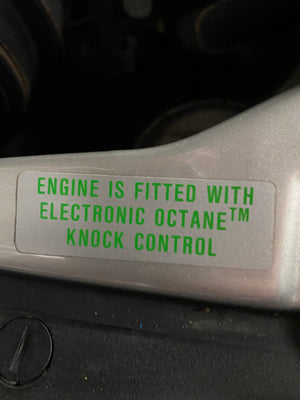 ENGINE IS FITTED WITH
ELECTRONIC OCTANE™
KNOCK CONTROL